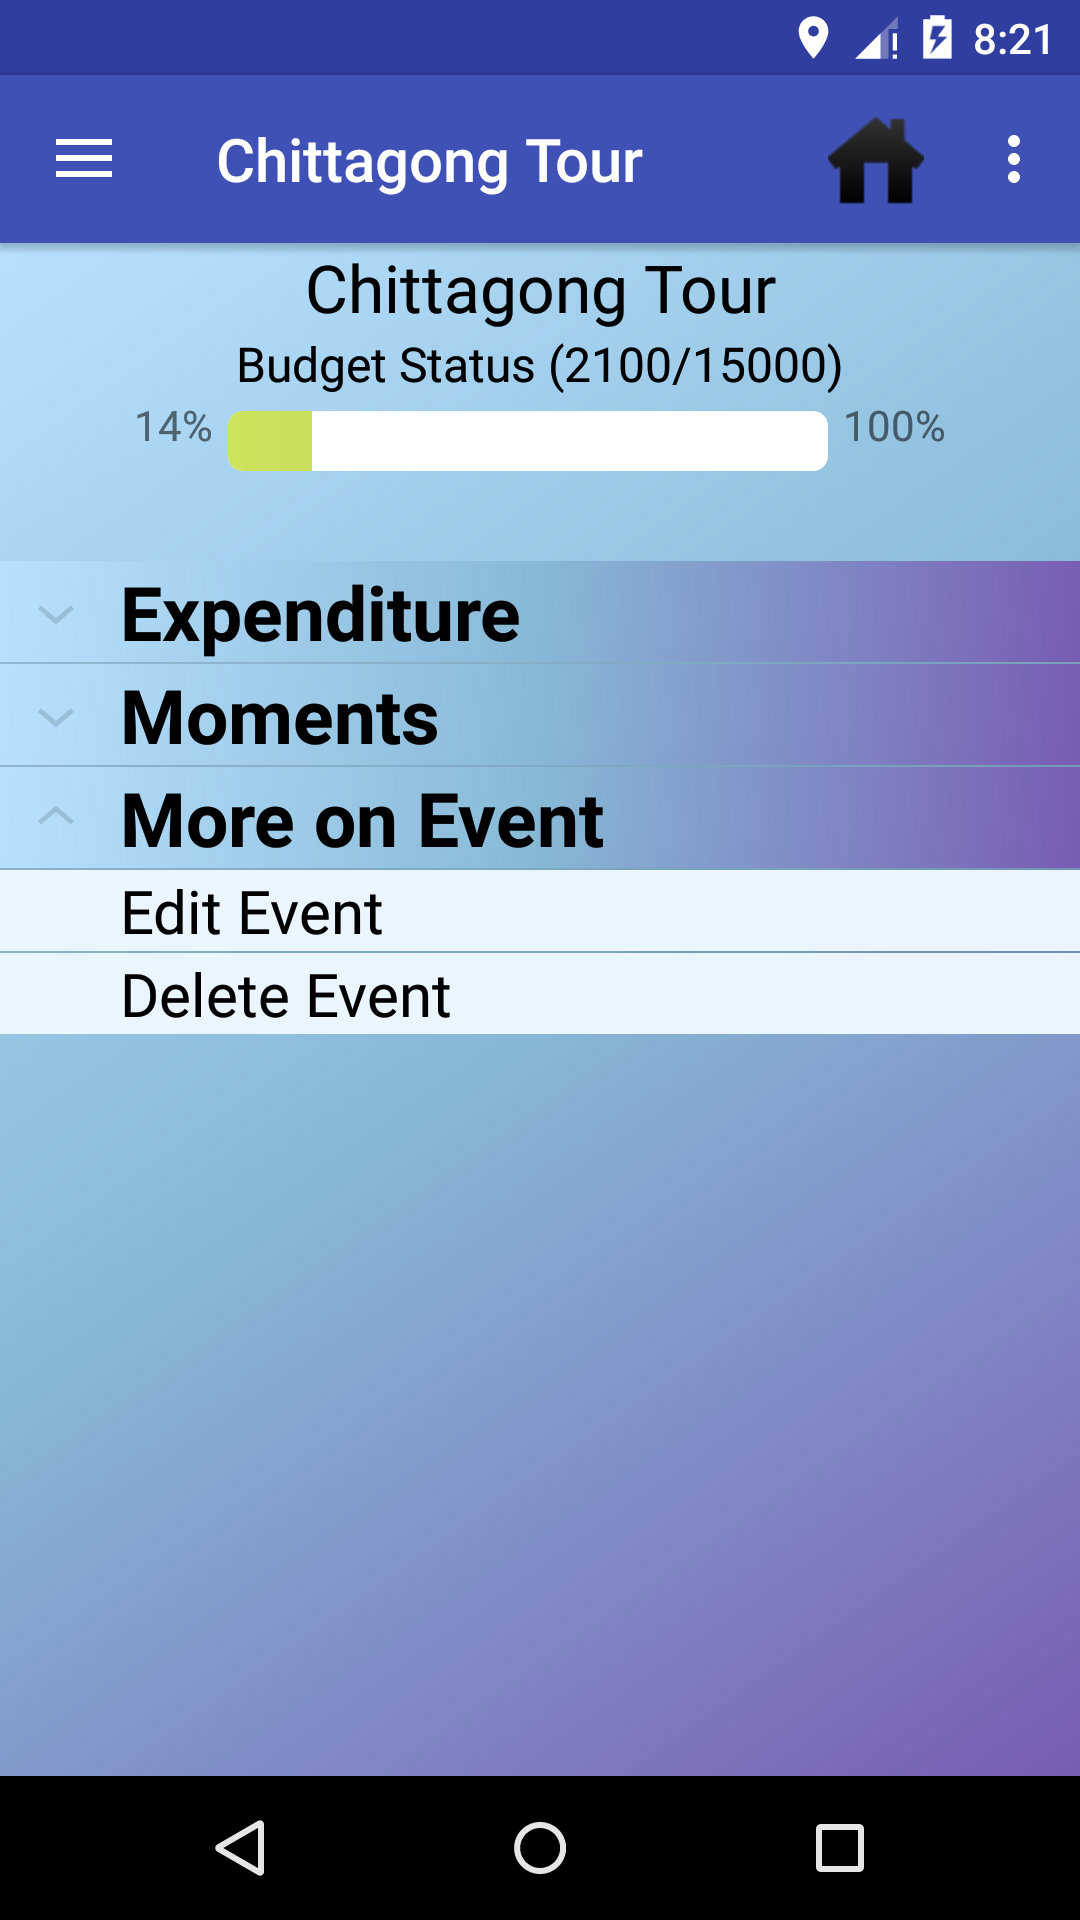 8:21
Chittagong Tour
Chittagong Tour
Budget Status (2100/15000)
14% 100%
Expenditure
Moments
More on Event
Edit Event
Delete Event